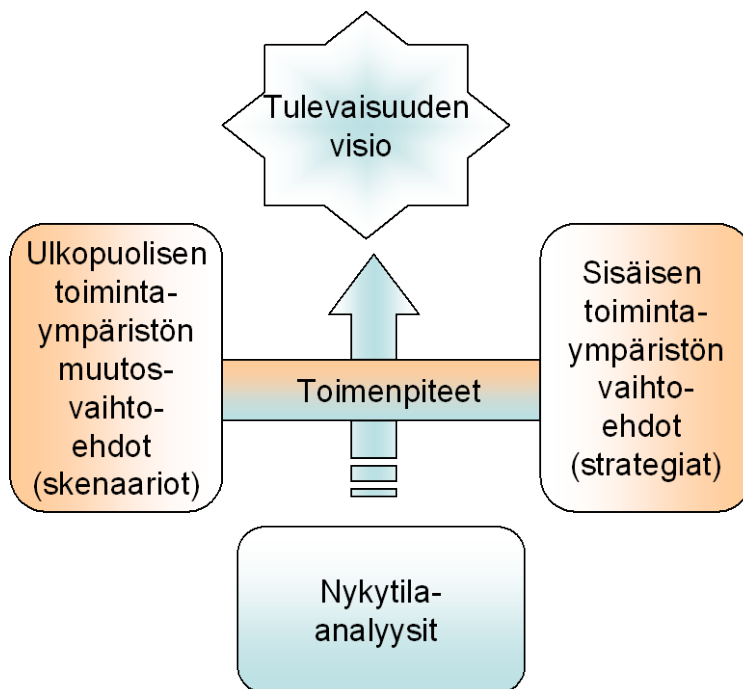 Tulevaisuuden
visio
Ulkopuolisen
toiminta-
ympäristön
muutos-
vaihto-
ehdot
(skenaariot)
Toimenpiteet
Sisäisen
toiminta-
ympäristön
vaihto-
ehdot
(strategiat)
Nykytila-
analyysit